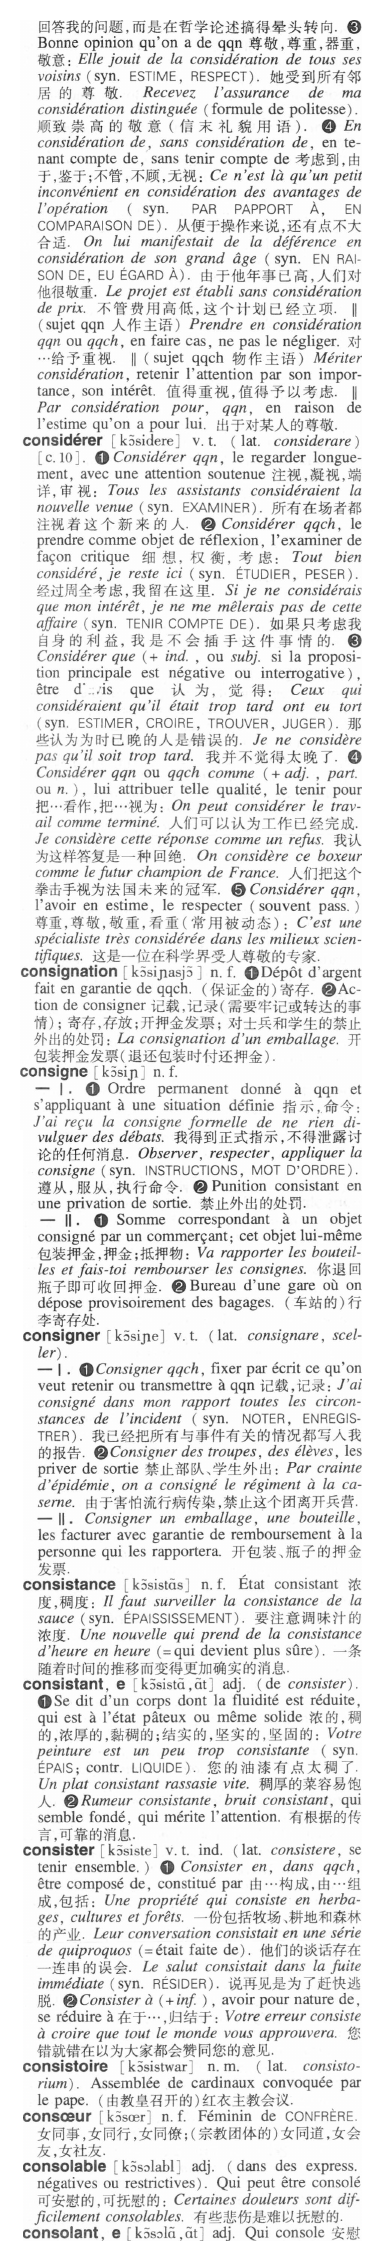 回答我的问题,而是在哲学论述搞得晕头转向. ❸
Bonne opinion qu'on a de qqn 尊敬,尊重,器重,
敬意: Elle jouit de la considération de tous ses
voisins (syn. ESTIME, RESPECT). 她受到所有邻
居的尊敬. Recevez l'assurance de ma
considération distinguée (formule de politesse).
顺致崇高的敬意(信末礼貌用语). ❹ En
considération de, sans considération de, en te-
nant compte de, sans tenir compte de 考虑到,由
于,鉴于;不管,不顾,无视: Ce n'est là qu'un petit
inconvénient en considération des avantages de
l'opération ( syn. PAR PAPPORT À, EN
COMPARAISON DE). 从便于操作来说,还有点不大
合适. On lui manifestait de la déférence en
considération de son grand âge (syn. EN RAI-
SON DE, EU ÉGARD À). 由于他年事已高,人们对
他很敬重. Le projet est établi sans considération
de prix. 不管费用高低,这个计划已经立项. ‖
(sujet qqn 人作主语) Prendre en considération
qqn ou qqch, en faire cas, ne pas le négliger. 对
…给予重视. ‖ (sujet qqch 物作主语) Mériter
considération, retenir l'attention par son impor-
tance, son intérêt. 值得重视,值得予以考虑. ‖
Par considération pour, qqn, en raison de
l'estime qu'on a pour lui. 出于对某人的尊敬.
considérer [kɔ̃sidere] v. t. ( lat. considerare)
[c. 10]. ❶ Considérer qqn, le regarder longue-
ment, avec une attention soutenue 注视,凝视,端
详,审视: Tous les assistants considéraient la
nouvelle venue (syn. EXAMINER). 所有在场者都
注视着这个新来的人. ❷ Considérer qqch, le
prendre comme objet de réflexion, l'examiner de
façon critique 细想,权衡,考虑: Tout bien
considéré, je reste ici (syn. ÉTUDIER, PESER).
经过周全考虑,我留在这里. Si je ne considérais
que mon intérêt, je ne me mêlerais pas de cette
affaire (syn. TENIR COMPTE DE). 如果只考虑我
自身的利益,我是不会插手这件事情的. ❸
Considérer que (+ ind. , ou subj. si la proposi-
tion principale est négative ou interrogative),
être d' que 认为,觉得: Ceux qui
considéraient qu'il était trop tard ont eu tort
(syn. ESTIMER, CROIRE, TROUVER, JUGER). 那
些认为为时已晚的人是错误的. Je ne considère
pas qu'il soit trop tard. 我并不觉得太晚了. ❹
Considérer qqn ou qqch comme (+ adj. , part.
ou n. ), lui attribuer telle qualité, le tenir pour
把…看作,把…视为: On peut considérer le trav-
ail comme terminé. 人们可以认为工作已经完成.
Je considère cette réponse comme un refus. 我认
为这样答复是一种回绝. On considère ce boxeur
comme le futur champion de France. 人们把这个
拳击手视为法国未来的冠军. ❺ Considérer qqn,
l'avoir en estime, le respecter (souvent pass. )
尊重,尊敬,敬重,看重(常用被动态): C'est une
spécialiste très considérée dans les milieux scien-
tifiques. 这是一位在科学界受人尊敬的专家.
consignation [kɔ̃siɲasjɔ̃] n. f. ❶Dépôt d'argent
fait en garantie de qqch. (保证金的)寄存. ❷Ac-
tion de consigner 记载,记录(需要牢记或转达的事
情);寄存,存放;开押金发票;对士兵和学生的禁止
外出的处罚: La consignation d'un emballage. 开
包装押金发票(退还包装时付还押金).
consigne [kɔ̃siɲ] n. f.
— I. ❶ Ordre permanent donné à qqn et
s'appliquant à une situation définie 指示,命令:
J'ai reçu la consigne formelle de ne rien di-
vulguer des débats. 我得到正式指示,不得泄露讨
论的任何消息. Observer, respecter, appliquer la
consigne (syn. INSTRUCTIONS, MOT D'ORDRE).
遵从,服从,执行命令. ❷ Punition consistant en
une privation de sortie. 禁止外出的处罚.
— II. ❶ Somme correspondant à un objet
consigné par un commerçant; cet objet lui-même
包装押金,押金;抵押物: Va rapporter les bouteil-
les et fais-toi rembourser les consignes. 你退回
瓶子即可收回押金. ❷ Bureau d'une gare où on
dépose provisoirement des bagages. (车站的)行
李寄存处.
consigner [kɔ̃siɲe] v. t. ( lat. consignare, scel-
ler).
— I. ❶Consigner qqch, fixer par écrit ce qu'on
veut retenir ou transmettre à qqn 记载,记录: J'ai
consigné dans mon rapport toutes les circon-
stances de l'incident ( syn. NOTER, ENREGIS-
TRER). 我已经把所有与事件有关的情况都写入我
的报告. ❷Consigner des troupes, des élèves, les
priver de sortie 禁止部队、学生外出: Par crainte
d'épidémie, on a consigné le régiment à la ca-
serne. 由于害怕流行病传染,禁止这个团离开兵营.
— II. Consigner un emballage, une bouteille,
les facturer avec garantie de remboursement à la
personne qui les rapportera. 开包装、瓶子的押金
发票.
consistance [kɔ̃sistɑ̃s] n. f. État consistant 浓
度,稠度: Il faut surveiller la consistance de la
sauce (syn. ÉPAISSISSEMENT). 要注意调味汁的
浓度. Une nouvelle qui prend de la consistance
d'heure en heure (=qui devient plus sûre). 一条
随着时间的推移而变得更加确实的消息.
consistant, e [kɔ̃sistɑ̃,ɑ̃t] adj. (de consister).
❶Se dit d'un corps dont la fluidité est réduite,
qui est à l'état pâteux ou même solide 浓的,稠
的,浓厚的,黏稠的;结实的,坚实的,坚固的: Votre
peinture est un peu trop consistante ( syn.
ÉPAIS; contr. LIQUIDE). 您的油漆有点太稠了.
Un plat consistant rassasie vite. 稠厚的菜容易饱
人. ❷Rumeur consistante, bruit consistant, qui
semble fondé, qui mérite l'attention. 有根据的传
言,可靠的消息.
consister [kɔ̃siste] v. t. ind. (lat. consistere, se
tenir ensemble. ) ❶ Consister en, dans qqch,
être composé de, constitué par 由…构成,由…组
成,包括: Une propriété qui consiste en herba-
ges, cultures et forêts. 一份包括牧场、耕地和森林
的产业. Leur conversation consistait en une série
de quiproquos (=était faite de). 他们的谈话存在
一连串的误会. Le salut consistait dans la fuite
immédiate (syn. RÉSIDER). 说再见是为了赶快逃
脱. ❷Consister à (+inf. ), avoir pour nature de,
se réduire à 在于…,归结于: Votre erreur consiste
à croire que tout le monde vous approuvera. 您
错就错在以为大家都会赞同您的意见.
consistoire [kɔ̃sistwar] n. m. ( lat. consisto-
rium). Assemblée de cardinaux convoquée par
le pape. (由教皇召开的)红衣主教会议.
consœur [kɔ̃sœr] n. f. Féminin de CONFRÈRE.
女同事,女同行,女同僚;(宗教团体的)女同道,女会
友,女社友.
consolable [kɔ̃sɔlabl] adj. (dans des express.
négatives ou restrictives). Qui peut être consolé
可安慰的,可抚慰的: Certaines douleurs sont dif-
ficilement consolables. 有些悲伤是难以抚慰的.
consolant, e [kɔ̃sɔlɑ̃,ɑ̃t] adj. Qui console 安慰